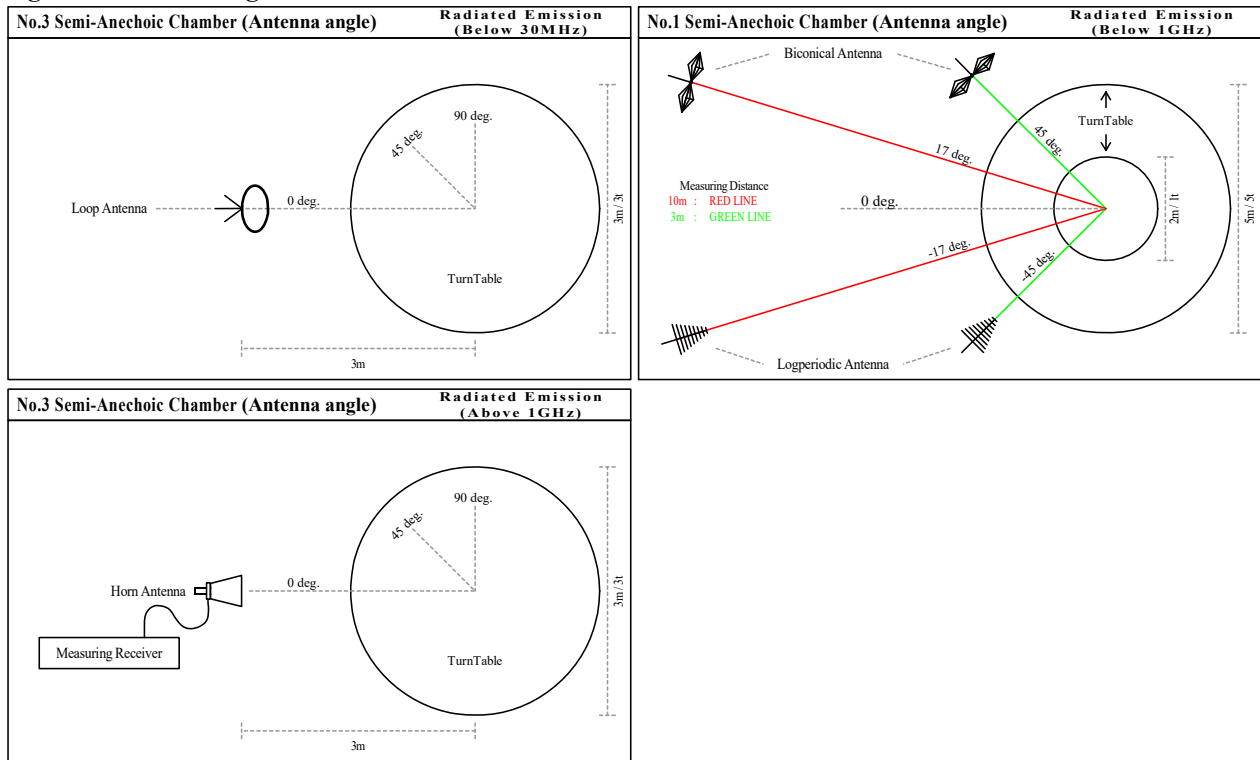 No.3 Semi-Anechoic Chamber (Antenna angle)
Radiated Emission
(Below 30MHz)
90 deg.
45 deg.
Loop Antenna
0 deg.
3m / 3t
TurnTable
3m
No.1 Semi-Anechoic Chamber (Antenna angle)
Radiated Emission
(Below 1GHz)
Biconical Antenna
TurnTable
45 deg.
17 deg.
Measuring Distance
10m : RED LINE
3m : GREEN LINE
0 deg.
2m / 1t
5m / 5t
-17 deg.
-45 deg.
Logperiodic Antenna
No.3 Semi-Anechoic Chamber (Antenna angle)
Radiated Emission
(Above 1GHz)
90 deg.
45 deg.
0 deg.
Horn Antenna
3m / 3t
Measuring Receiver
TurnTable
3m